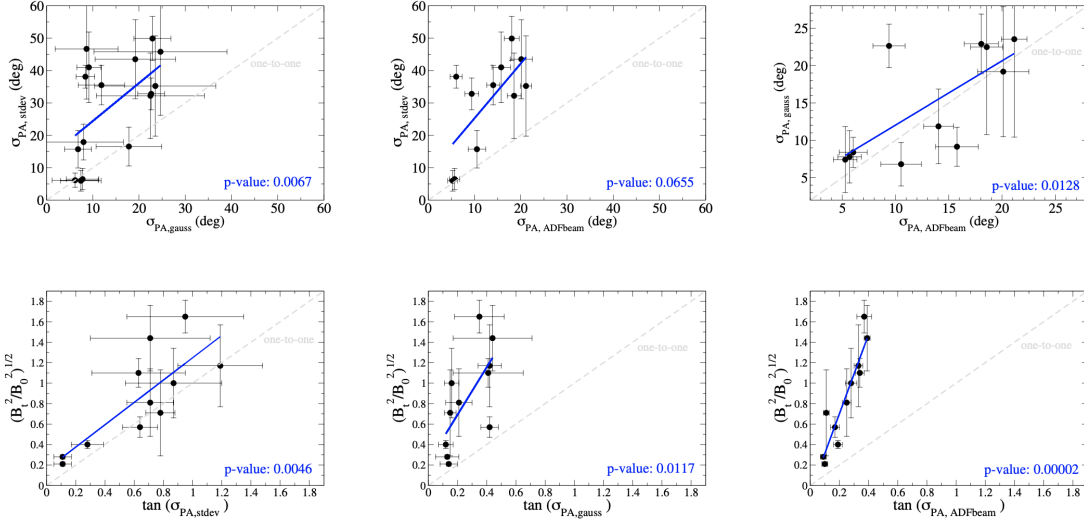 60
50
40
30
20
10
0
σPA, stdev (deg)
one-to-one
p-value: 0.0067
0 10 20 30 40 50 60
σPA,gauss (deg)
60
50
40
30
20
10
0
σPA, stdev (deg)
one-to-one
p-value: 0.0655
0 10 20 30 40 50 60
σPA, ADFbeam (deg)
25
20
15
10
5
σPA,gauss (deg)
one-to-one
p-value: 0.0128
5 10 15 20 25
σPA, ADFbeam (deg)
1.8
1.6
1.4
1.2
1
0.8
0.6
0.4
0.2
0
(Bt²/B0²)1/2
one-to-one
p-value: 0.0046
0 0.2 0.4 0.6 0.8 1 1.2 1.4 1.6 1.8
tan (σPA,stdev)
1.8
1.6
1.4
1.2
1
0.8
0.6
0.4
0.2
0
(Bt²/B0²)1/2
one-to-one
p-value: 0.0117
0 0.2 0.4 0.6 0.8 1 1.2 1.4 1.6 1.8
tan (σPA,gauss)
1.8
1.6
1.4
1.2
1
0.8
0.6
0.4
0.2
0
(Bt²/B0²)1/2
one-to-one
p-value: 0.00002
0 0.2 0.4 0.6 0.8 1 1.2 1.4 1.6 1.8
tan (σPA, ADFbeam)